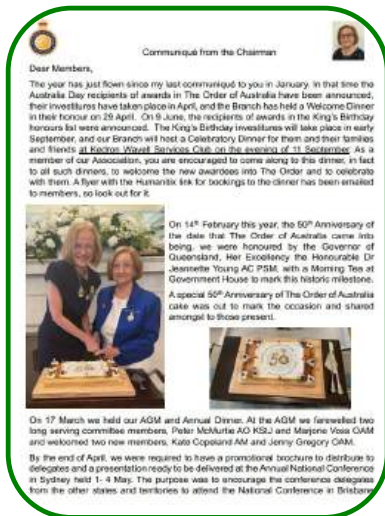 Communiqué from the Chairman
Dear Members,
The year has just flown since my last communiqué to you in January. In that time the
Australia Day recipients of awards in The Order of Australia have been announced,
their investitures have taken place in April, and the Branch has held a Welcome Dinner
in their honour on 29 April. On 9 June, the recipients of awards in the King's Birthday
honours list were announced. The King's Birthday investitures will take place in early
September, and our Branch will host a Celebratory Dinner for them and their families
and friends at Kedron Wavell Services Club on the evening of 11 September. As a
member of our Association, you are encouraged to come along to this dinner, in fact
to all such dinners, to welcome the new awardees into The Order and to celebrate
with them. A flyer with the Humanitix link for bookings to the dinner has been emailed
to members, so look out for it.
On 14th February this year, the 50th Anniversary of
the date that The Order of Australia came into
being, we were honoured by the Governor of
Queensland, Her Excellency the Honourable Dr
Jeannette Young AC PSM, with a Morning Tea at
Government House to mark this historic milestone.
A special 50th Anniversary of The Order of Australia
cake was cut to mark the occasion and shared
amongst to those present.
50
On 17 March we held our AGM and Annual Dinner. At the AGM we farewelled two
long serving committee members, Peter McMurtie AO KStJ and Marjorie Voss OAM
and welcomed two new members, Kate Copeland AM and Jenny Gregory OAM.
By the end of April, we were required to have a promotional brochure to distribute to
delegates and a presentation ready to be delivered at the Annual National Conference
in Sydney held 1- 4 May. The purpose was to encourage the conference delegates
from the other states and territories to attend the National Conference in Brisbane